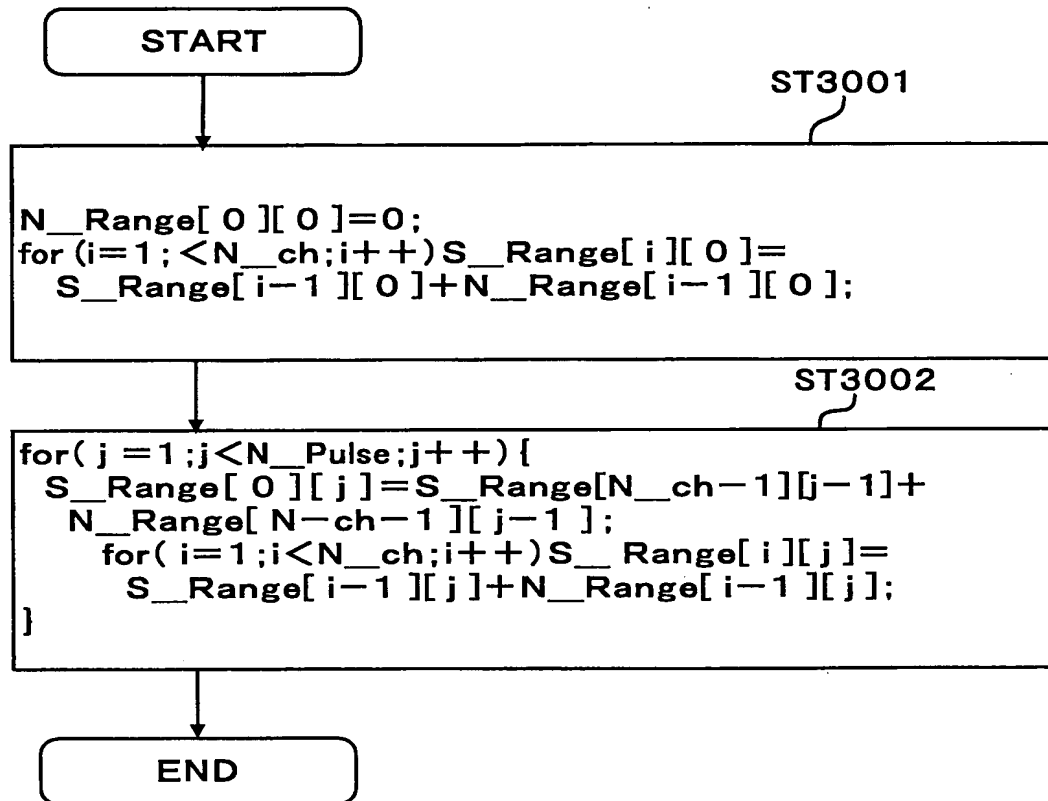 START
ST3001
N__Range[ 0 ][ 0 ]=0;
for (i=1; <N__ch;i++)S__Range[ i ][ 0 ]=
S__Range[ i-1 ][ 0 ]+N__Range[ i-1 ][ 0 ];
ST3002
for( j =1;j<N__Pulse;j++){
S__Range[ 0 ][ j ]=S__Range[N__ch-1][j-1]+
N__Range[ N-ch-1 ][ j-1 ];
for( i=1;i<N__ch;i++)S__ Range[ i ][ j ]=
S__Range[ i-1 ][ j ]+N__Range[ i-1 ][ j ];
}
END